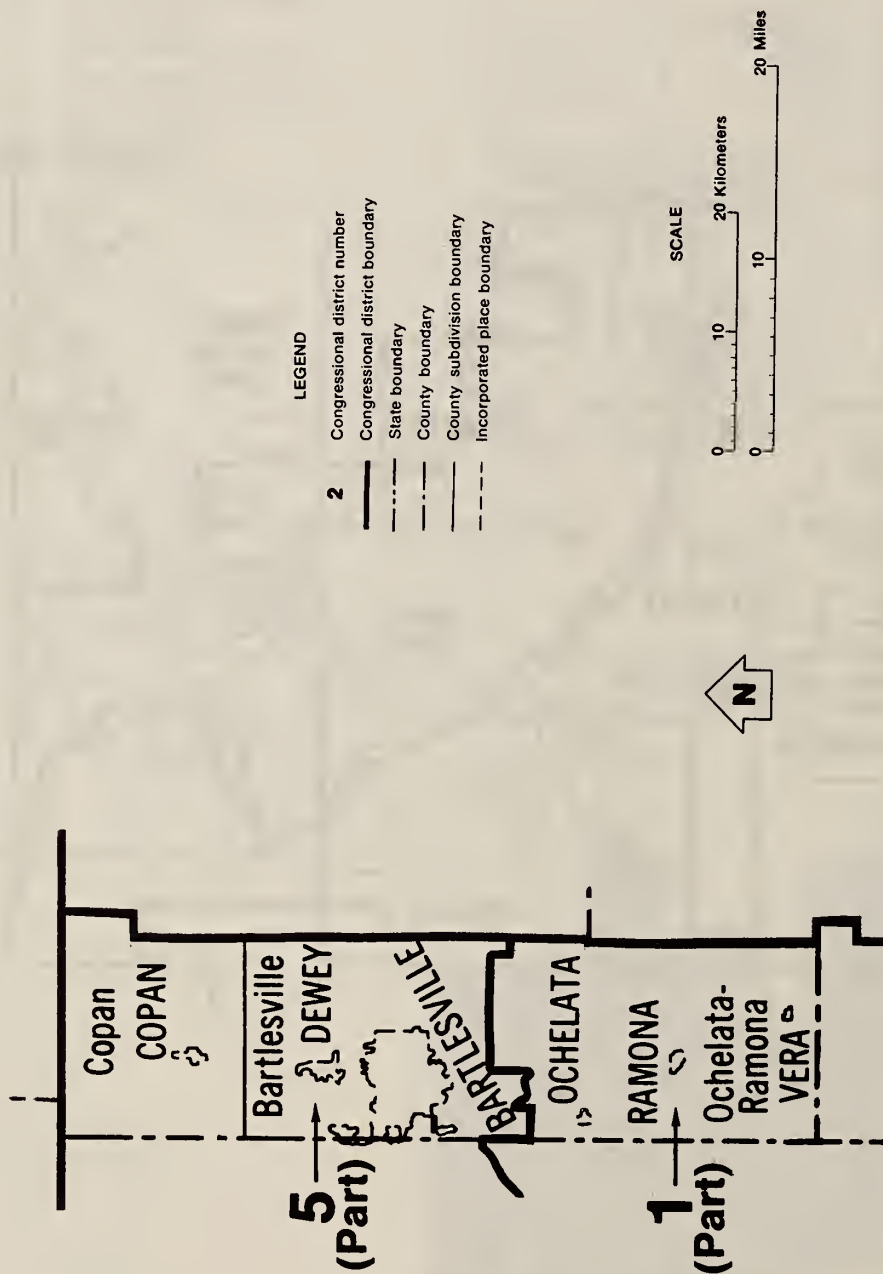 Copan
COPAN
Bartlesville
DEWEY
5
(Part)
BARTLESVILLE
OCHELATA
RAMONA
1
(Part)
Ochelata-
Ramona
VERA
LEGEND
2 Congressional district number
Congressional district boundary
State boundary
County boundary
County subdivision boundary
Incorporated place boundary
N
SCALE
0 10 20 Kilometers
0 10 20 Miles